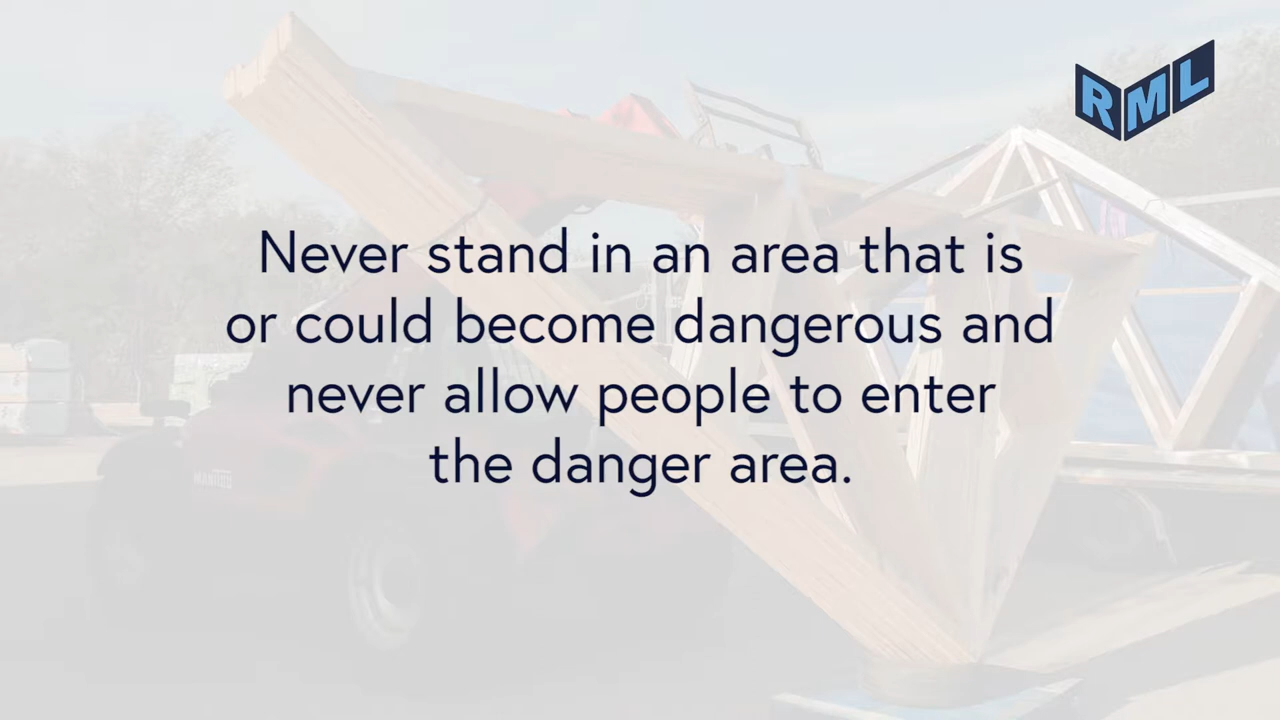 RML
Never stand in an area that is
or could become dangerous and
never allow people to enter
the danger area.